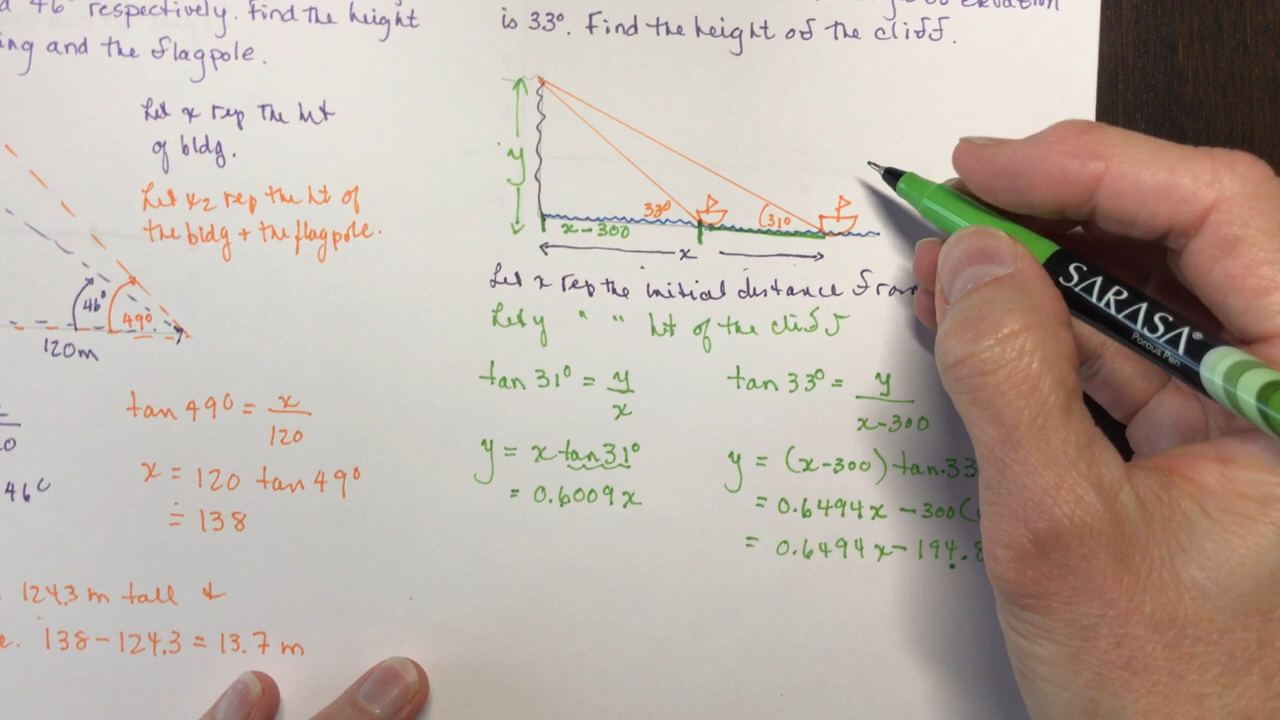 46° respectively. Find the height
ing and the flagpole.
Let x rep the ht
of bldg.
Let x2 rep the ht of
the bldg + the flagpole.
46°
49°
120m
tan 49° = x
120
x = 120 tan 49°
≐ 138
46°
124.3 m tall &
138 - 124.3 = 13.7 m
is 33°. Find the height of the cliff.
y
33°
31°
x-300
x
Let x rep the initial distance from
Let y " " ht of the cliff
tan 31° = y
x
y = x tan 31°
= 0.6009x
tan 33° = y
x-300
y = (x-300) tan 33
= 0.6494x - 300(
= 0.6494x - 194.8
SARASA®
Porous Pen